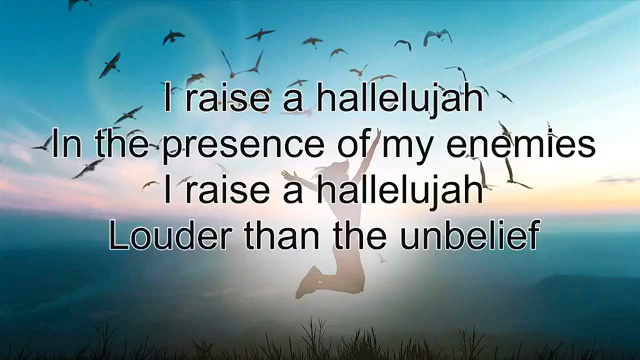 I raise a hallelujah
In the presence of my enemies
I raise a hallelujah
Louder than the unbelief